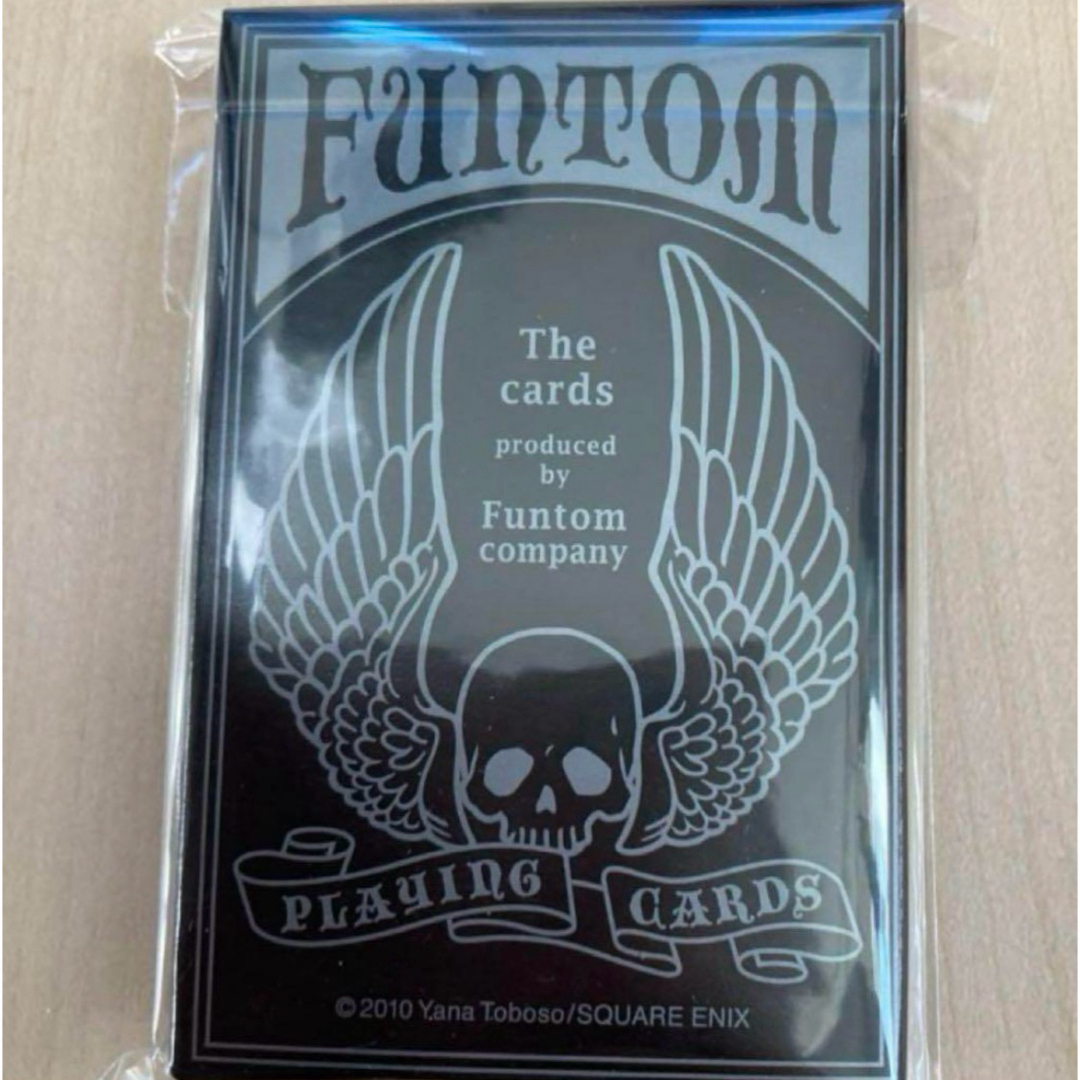 FUNTOM
The
cards
produced
by
Funtom
company
PLAYING CARDS
©2010 Yana Toboso/SQUARE ENIX